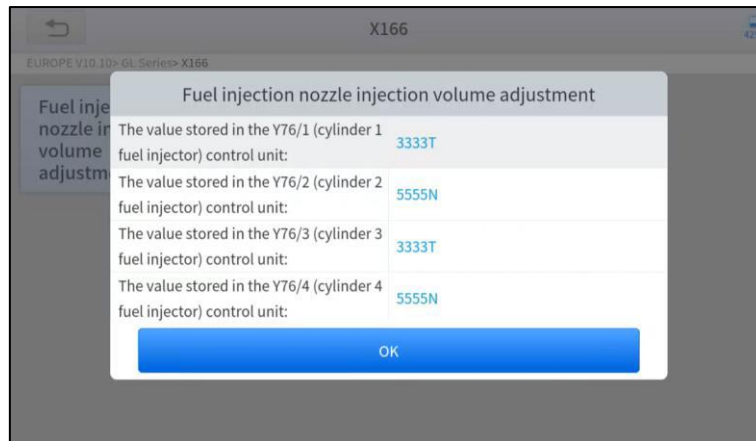 X166
EUROPE V10.10> GL Series> X166
Fuel injection nozzle injection volume adjustment
Fuel inje
nozzle in
volume
adjustm
The value stored in the Y76/1 (cylinder 1
fuel injector) control unit:
3333T
The value stored in the Y76/2 (cylinder 2
fuel injector) control unit:
5555N
The value stored in the Y76/3 (cylinder 3
fuel injector) control unit:
3333T
The value stored in the Y76/4 (cylinder 4
fuel injector) control unit:
5555N
OK